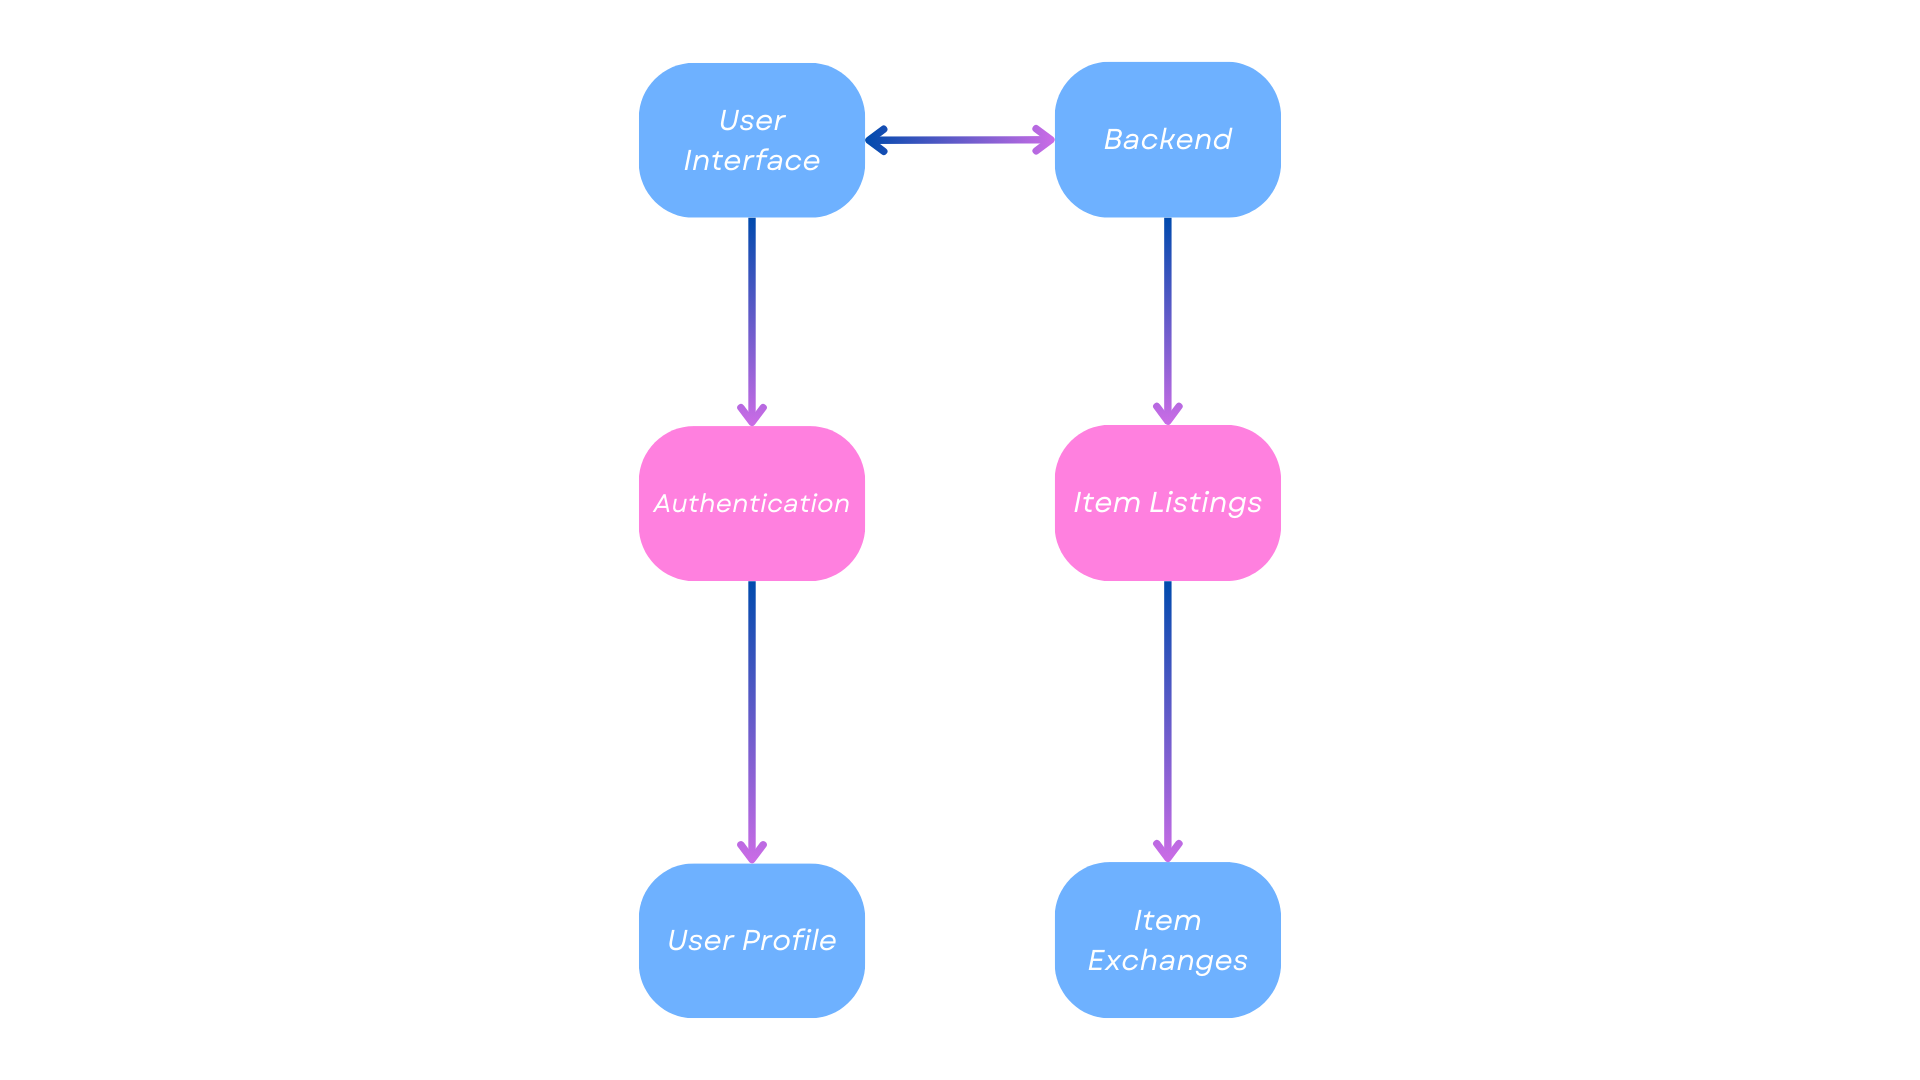 User
Interface
Backend
Authentication
Item Listings
User Profile
Item
Exchanges